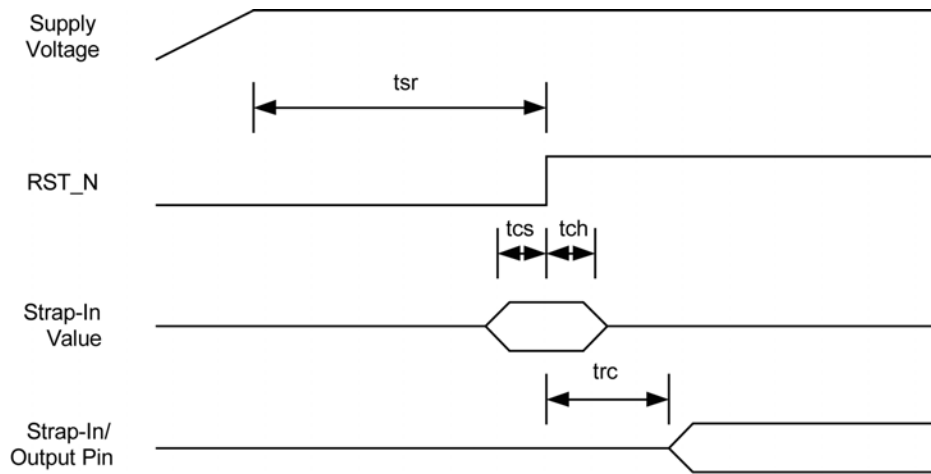 Supply
Voltage
tsr
RST_N
tcs
tch
Strap-In
Value
trc
Strap-In/
Output Pin